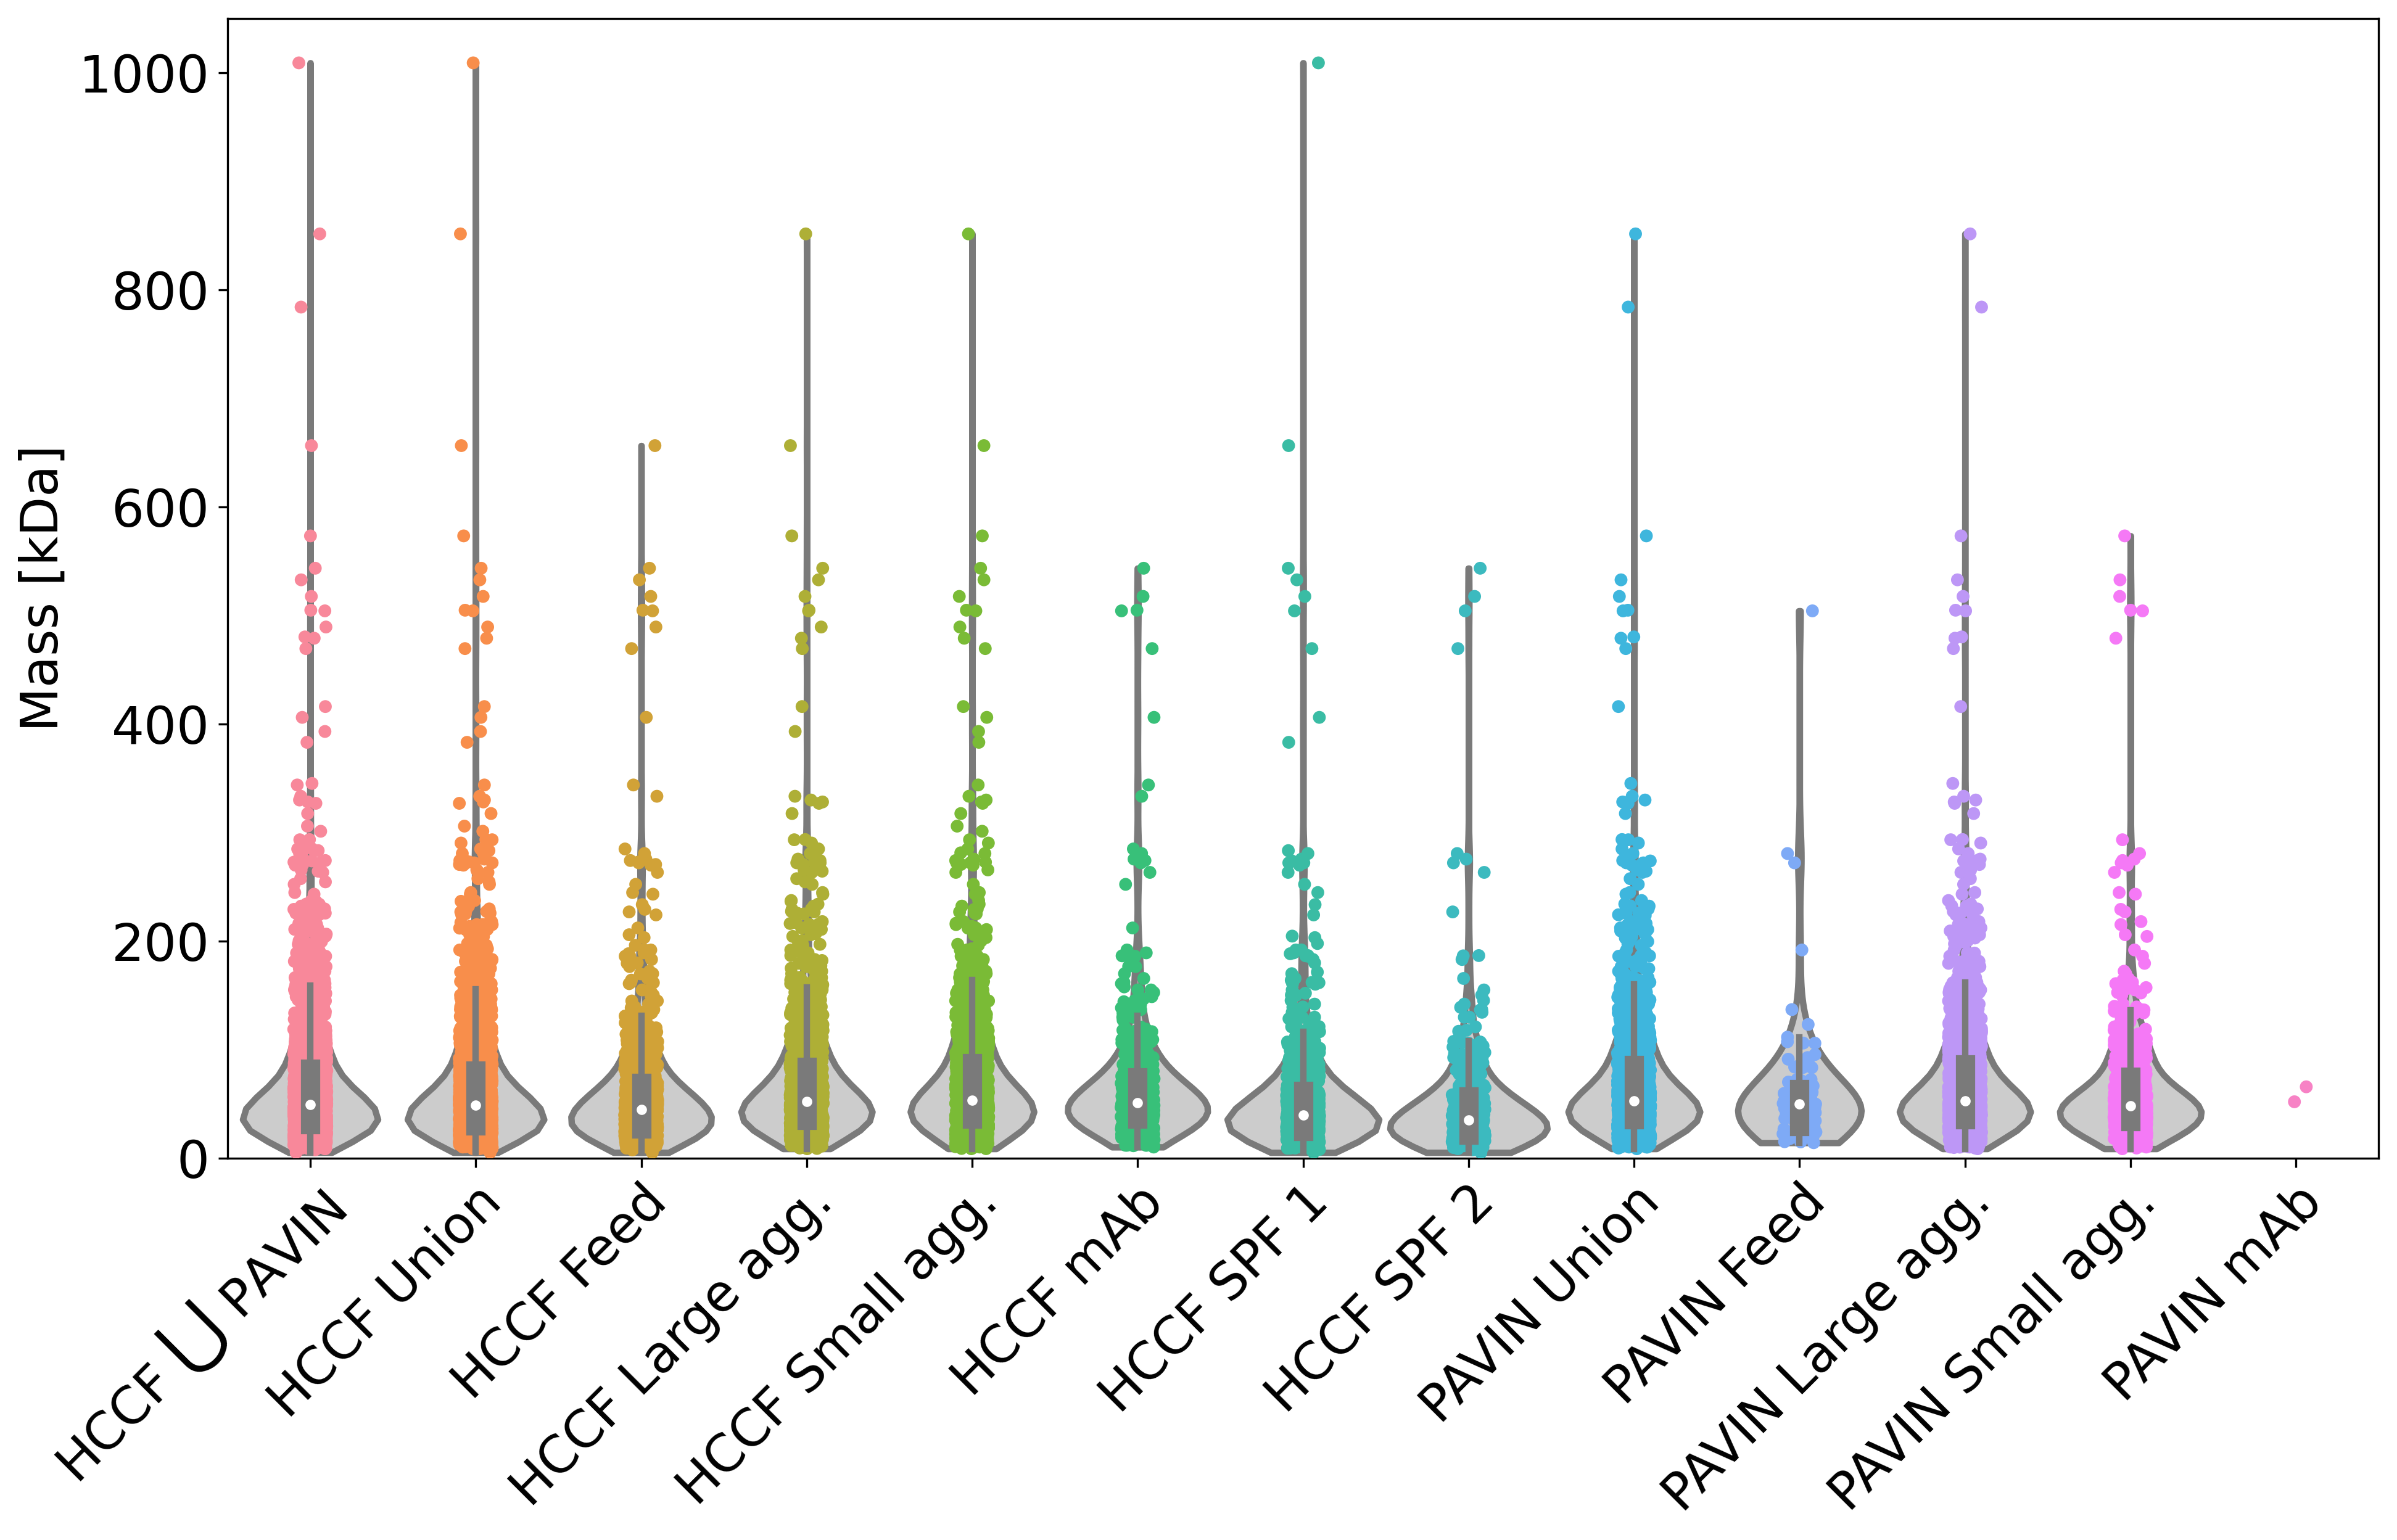 Mass [kDa]
1000
800
600
400
200
0
HCCF U PAVIN
HCCF Union
HCCF Feed
HCCF Large agg.
HCCF Small agg.
HCCF mAb
HCCF SPF 1
HCCF SPF 2
PAVIN Union
PAVIN Feed
PAVIN Large agg.
PAVIN Small agg.
PAVIN mAb